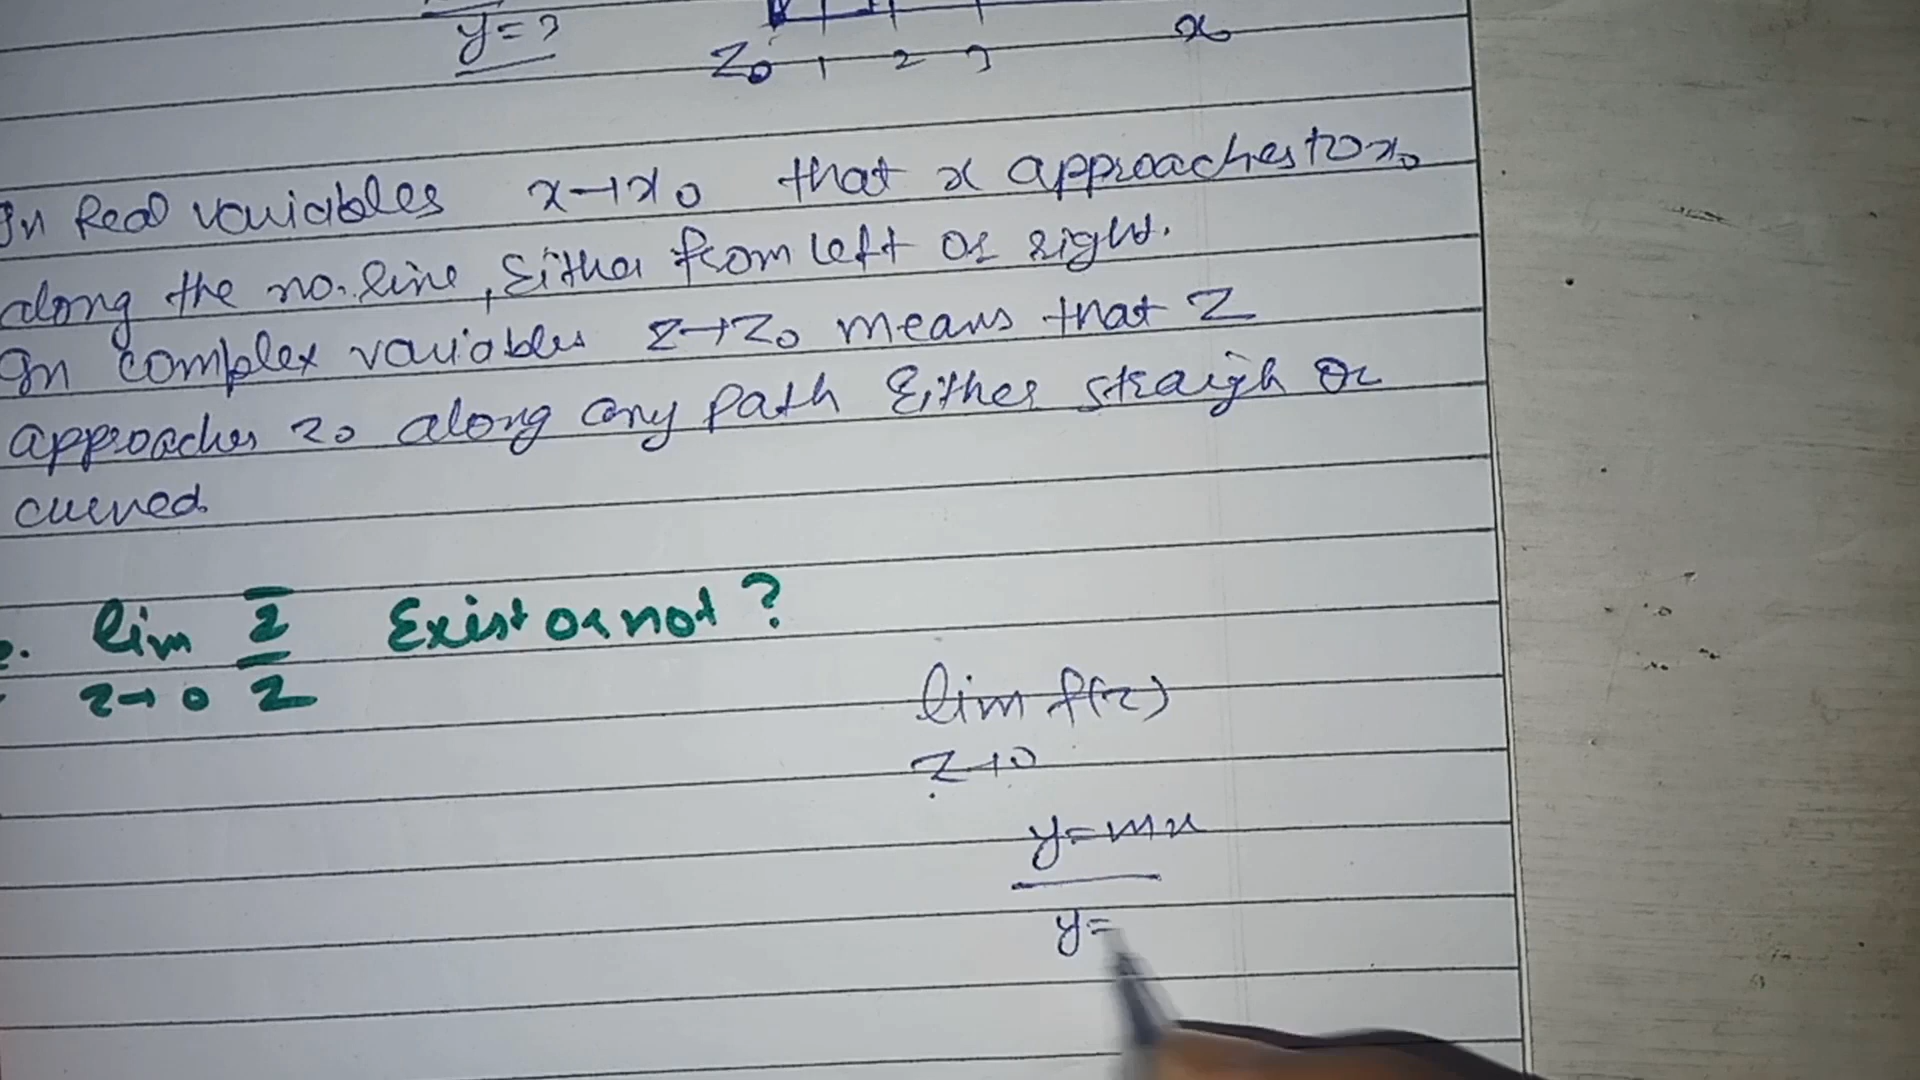 y=3
Z0 1 2 3 x
In Real variables x→x0 that x approaches to x0
along the no. line, Either from left or right.
In complex variables z→z0 means that Z
approaches z0 along any path Either straigh or
curved
lim z̄/z Exist or not?
z→0
lim f(z)
z→0
y=mx
y=